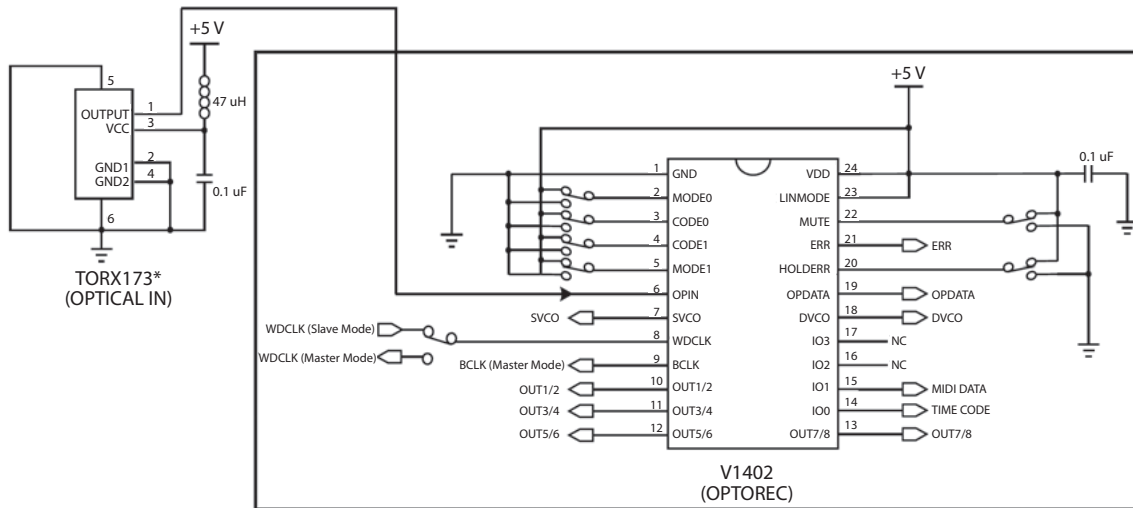 +5 V
47 uH
5
OUTPUT 1
VCC 3
GND1 2
GND2 4
6
0.1 uF
TORX173*
(OPTICAL IN)
+5 V
0.1 uF
1 GND
2 MODE0
3 CODE0
4 CODE1
5 MODE1
6 OPIN
SVCO 7 SVCO
WDCLK (Slave Mode)
8 WDCLK
WDCLK (Master Mode)
BCLK (Master Mode) 9 BCLK
OUT1/2 10 OUT1/2
OUT3/4 11 OUT3/4
OUT5/6 12 OUT5/6
VDD 24
LINMODE 23
MUTE 22
ERR 21 ERR
HOLDERR 20
OPDATA 19 OPDATA
DVCO 18 DVCO
IO3 17 NC
IO2 16 NC
IO1 15 MIDI DATA
IO0 14 TIME CODE
OUT7/8 13 OUT7/8
V1402
(OPTOREC)